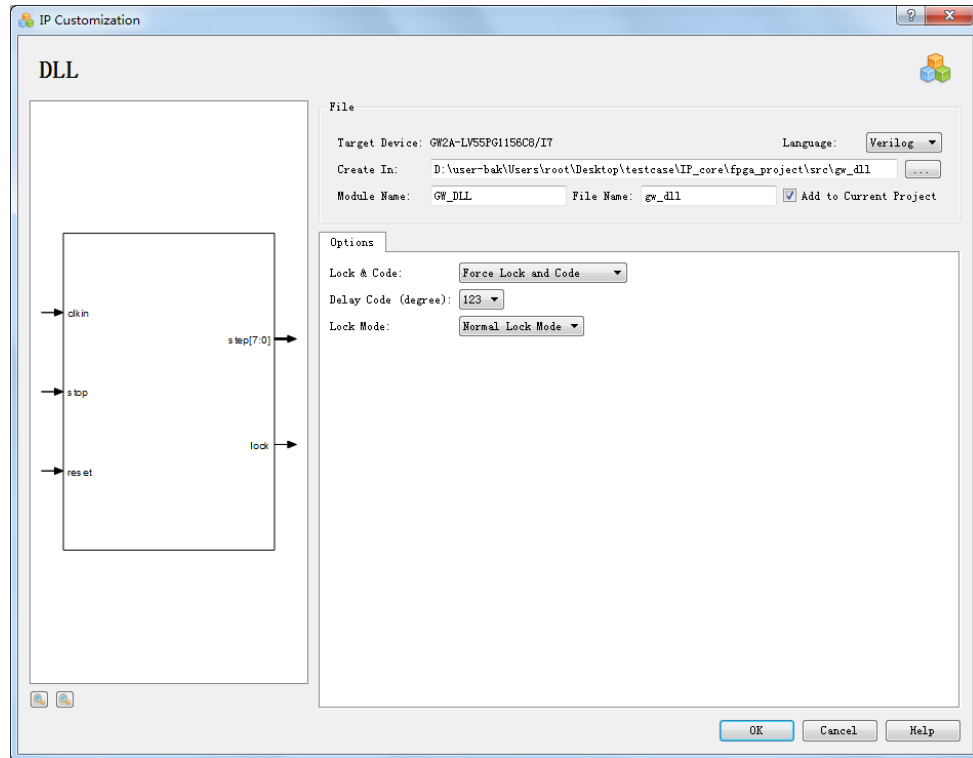 IP Customization
DLL
File
Target Device: GW2A-LV55PG1156C8/I7 Language: Verilog
Create In: D:\user-bak\Users\root\Desktop\testcase\IP_core\fpga_project\src\gw_dll ...
Module Name: GW_DLL File Name: gw_dll Add to Current Project
Options
Lock & Code: Force Lock and Code
Delay Code (degree): 123
Lock Mode: Normal Lock Mode
clkin
step[7:0]
stop
lock
reset
OK Cancel Help